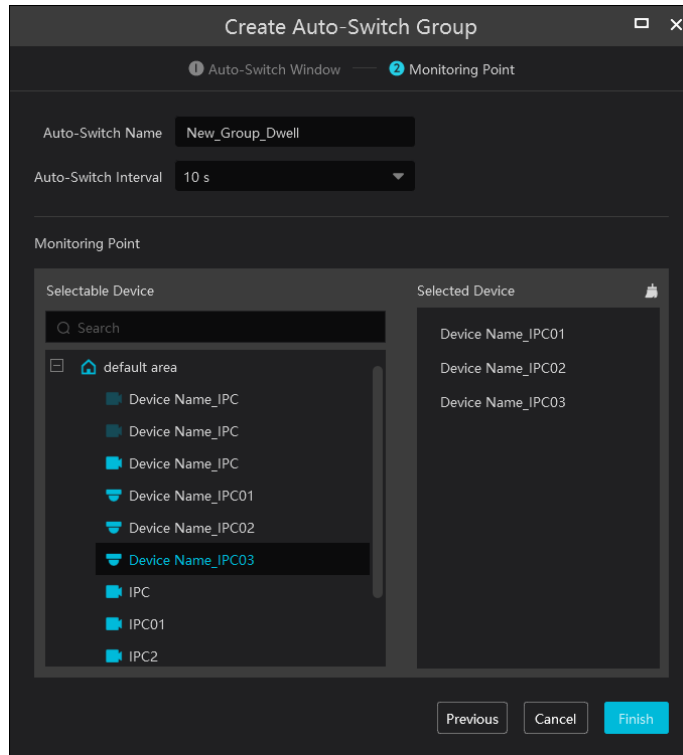 Create Auto-Switch Group
1 Auto-Switch Window 2 Monitoring Point
Auto-Switch Name New_Group_Dwell
Auto-Switch Interval 10 s
Monitoring Point
Selectable Device
Search
default area
Device Name_IPC
Device Name_IPC
Device Name_IPC
Device Name_IPC01
Device Name_IPC02
Device Name_IPC03
IPC
IPC01
IPC2
Selected Device
Device Name_IPC01
Device Name_IPC02
Device Name_IPC03
Previous Cancel Finish